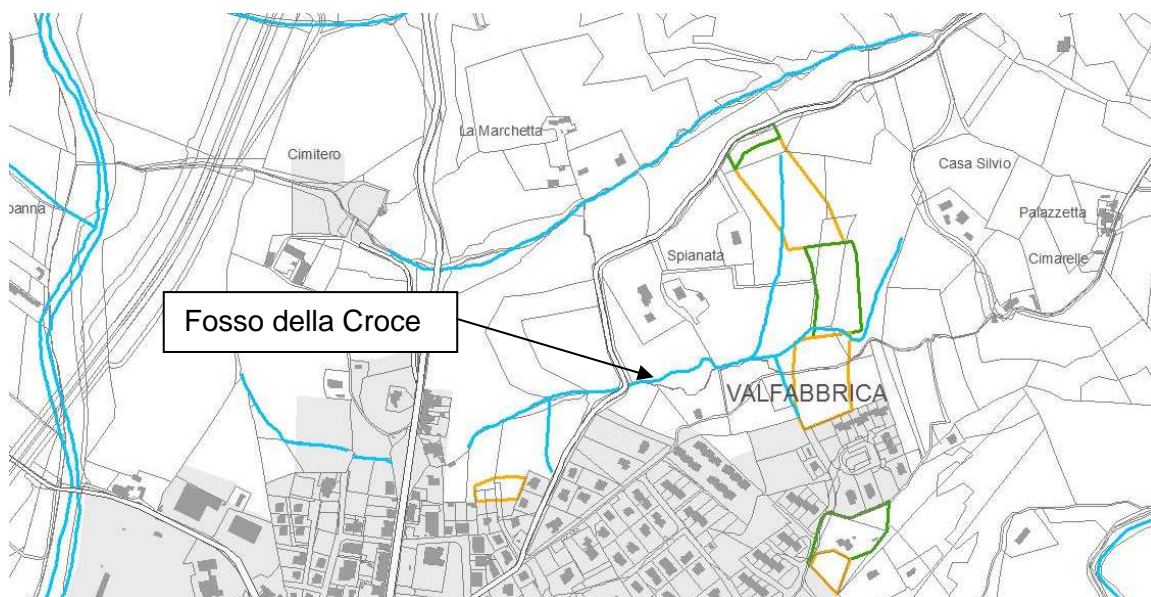 La Marchetta
Cimitero
Casa Silvio
Palazzetta
Spianata
Cimarelle
Fosso della Croce
VALFABBRICA